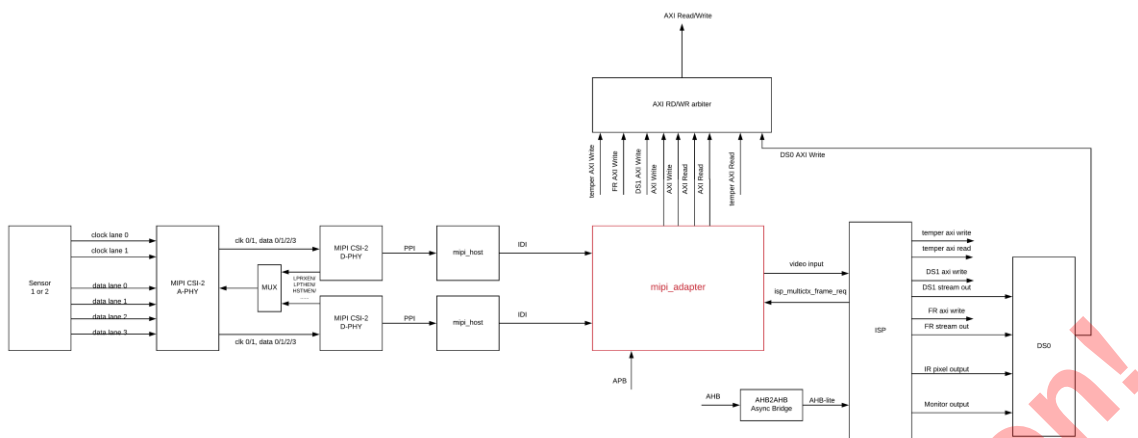 AXI Read/Write
AXI RD/WR arbiter
temper AXI Write
FR AXI Write
DS1 AXI Write
AXI Write
AXI Write
AXI Read
AXI Read
temper AXI Read
DS0 AXI Write
Sensor
1 or 2
clock lane 0
clock lane 1
data lane 0
data lane 1
data lane 2
data lane 3
MIPI CSI-2
A-PHY
clk 0/1, data 0/1/2/3
clk 0/1, data 0/1/2/3
MUX
LPRXEN/
LPTHEN/
HSTMEN/
......
MIPI CSI-2
D-PHY
MIPI CSI-2
D-PHY
PPI
PPI
mipi_host
mipi_host
IDI
IDI
mipi_adapter
APB
video input
isp_multictx_frame_req
AHB
AHB2AHB
Async Bridge
AHB-lite
ISP
temper axi write
temper axi read
DS1 axi write
DS1 stream out
FR axi write
FR stream out
IR pixel output
Monitor output
DS0
on!